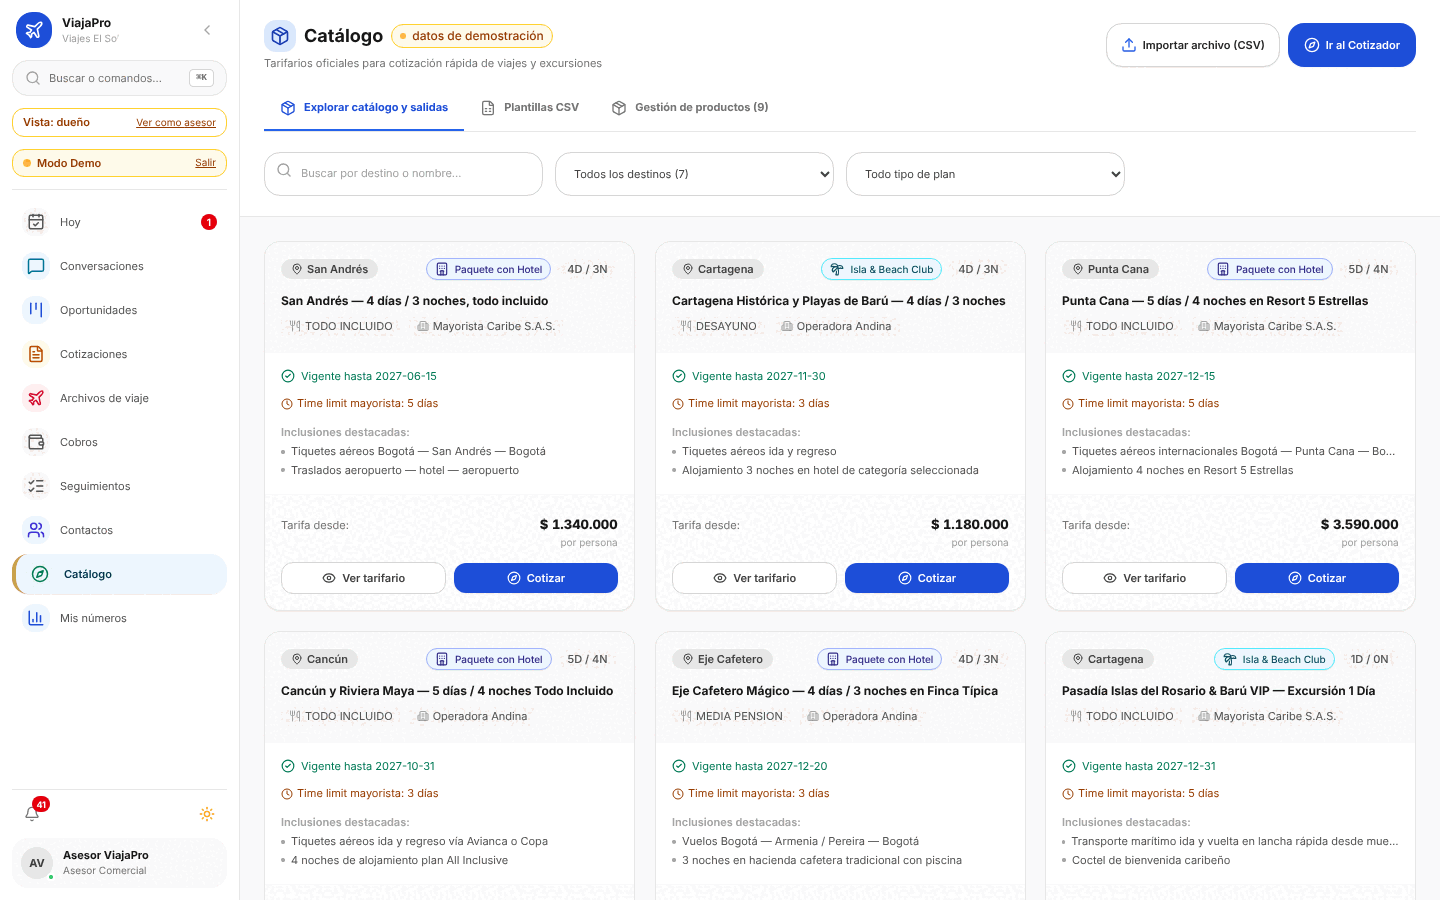 ViajaPro
Viajes El So
Buscar o comandos...
⌘K
Vista: dueño
Ver como asesor
Modo Demo
Salir
Hoy
1
Conversaciones
Oportunidades
Cotizaciones
Archivos de viaje
Cobros
Seguimientos
Contactos
Catálogo
Mis números
41
AV
Asesor ViajaPro
Asesor Comercial
Catálogo
datos de demostración
Tarifarios oficiales para cotización rápida de viajes y excursiones
Importar archivo (CSV)
Ir al Cotizador
Explorar catálogo y salidas
Plantillas CSV
Gestión de productos (9)
Buscar por destino o nombre...
Todos los destinos (7)
Todo tipo de plan
San Andrés
Paquete con Hotel
4D / 3N
San Andrés — 4 días / 3 noches, todo incluido
TODO INCLUIDO
Mayorista Caribe S.A.S.
Vigente hasta 2027-06-15
Time limit mayorista: 5 días
Inclusiones destacadas:
Tiquetes aéreos Bogotá — San Andrés — Bogotá
Traslados aeropuerto — hotel — aeropuerto
Tarifa desde:
$ 1.340.000
por persona
Ver tarifario
Cotizar
Cartagena
Isla & Beach Club
4D / 3N
Cartagena Histórica y Playas de Barú — 4 días / 3 noches
DESAYUNO
Operadora Andina
Vigente hasta 2027-11-30
Time limit mayorista: 3 días
Inclusiones destacadas:
Tiquetes aéreos ida y regreso
Alojamiento 3 noches en hotel de categoría seleccionada
Tarifa desde:
$ 1.180.000
por persona
Ver tarifario
Cotizar
Punta Cana
Paquete con Hotel
5D / 4N
Punta Cana — 5 días / 4 noches en Resort 5 Estrellas
TODO INCLUIDO
Mayorista Caribe S.A.S.
Vigente hasta 2027-12-15
Time limit mayorista: 5 días
Inclusiones destacadas:
Tiquetes aéreos internacionales Bogotá — Punta Cana — Bo...
Alojamiento 4 noches en Resort 5 Estrellas
Tarifa desde:
$ 3.590.000
por persona
Ver tarifario
Cotizar
Cancún
Paquete con Hotel
5D / 4N
Cancún y Riviera Maya — 5 días / 4 noches Todo Incluido
TODO INCLUIDO
Operadora Andina
Vigente hasta 2027-10-31
Time limit mayorista: 3 días
Inclusiones destacadas:
Tiquetes aéreos ida y regreso vía Avianca o Copa
4 noches de alojamiento plan All Inclusive
Eje Cafetero
Paquete con Hotel
4D / 3N
Eje Cafetero Mágico — 4 días / 3 noches en Finca Típica
MEDIA PENSION
Operadora Andina
Vigente hasta 2027-12-20
Time limit mayorista: 3 días
Inclusiones destacadas:
Vuelos Bogotá — Armenia / Pereira — Bogotá
3 noches en hacienda cafetera tradicional con piscina
Cartagena
Isla & Beach Club
1D / 0N
Pasadía Islas del Rosario & Barú VIP — Excursión 1 Día
TODO INCLUIDO
Mayorista Caribe S.A.S.
Vigente hasta 2027-12-31
Time limit mayorista: 5 días
Inclusiones destacadas:
Transporte marítimo ida y vuelta en lancha rápida desde mue...
Coctel de bienvenida caribeño